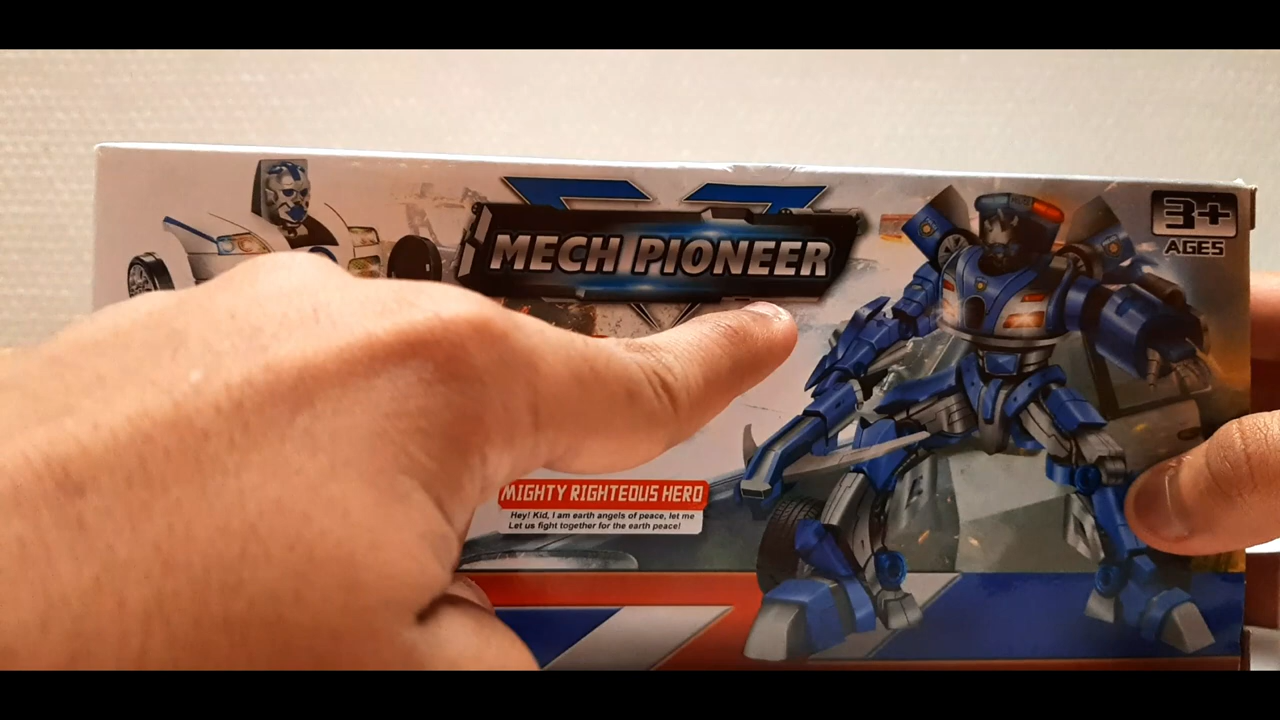 MECH PIONEER
3+
AGES
MIGHTY RIGHTEOUS HERO
Hey! Kid, I am earth angels of peace, let me
Let us fight together for the earth peace!